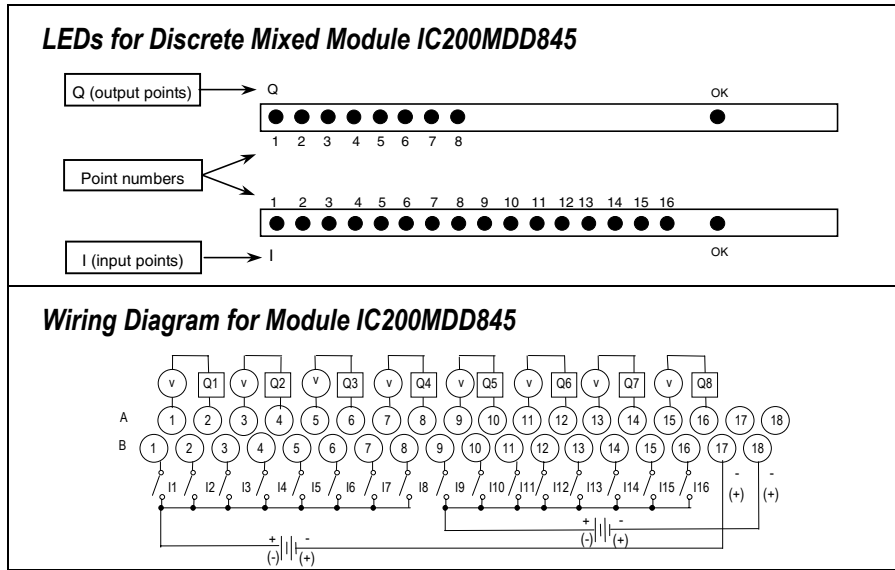 LEDs for Discrete Mixed Module IC200MDD845
Q (output points)
Q
OK
1 2 3 4 5 6 7 8
Point numbers
1 2 3 4 5 6 7 8 9 10 11 12 13 14 15 16
I (input points)
I
OK
Wiring Diagram for Module IC200MDD845
v Q1 v Q2 v Q3 v Q4 v Q5 v Q6 v Q7 v Q8
A 1 2 3 4 5 6 7 8 9 10 11 12 13 14 15 16 17 18
B 1 2 3 4 5 6 7 8 9 10 11 12 13 14 15 16 17 18
I1 I2 I3 I4 I5 I6 I7 I8 I9 I10 I11 I12 I13 I14 I15 I16
- -
(+) (+)
+ -
(-) (+)
+ -
(-) (+)